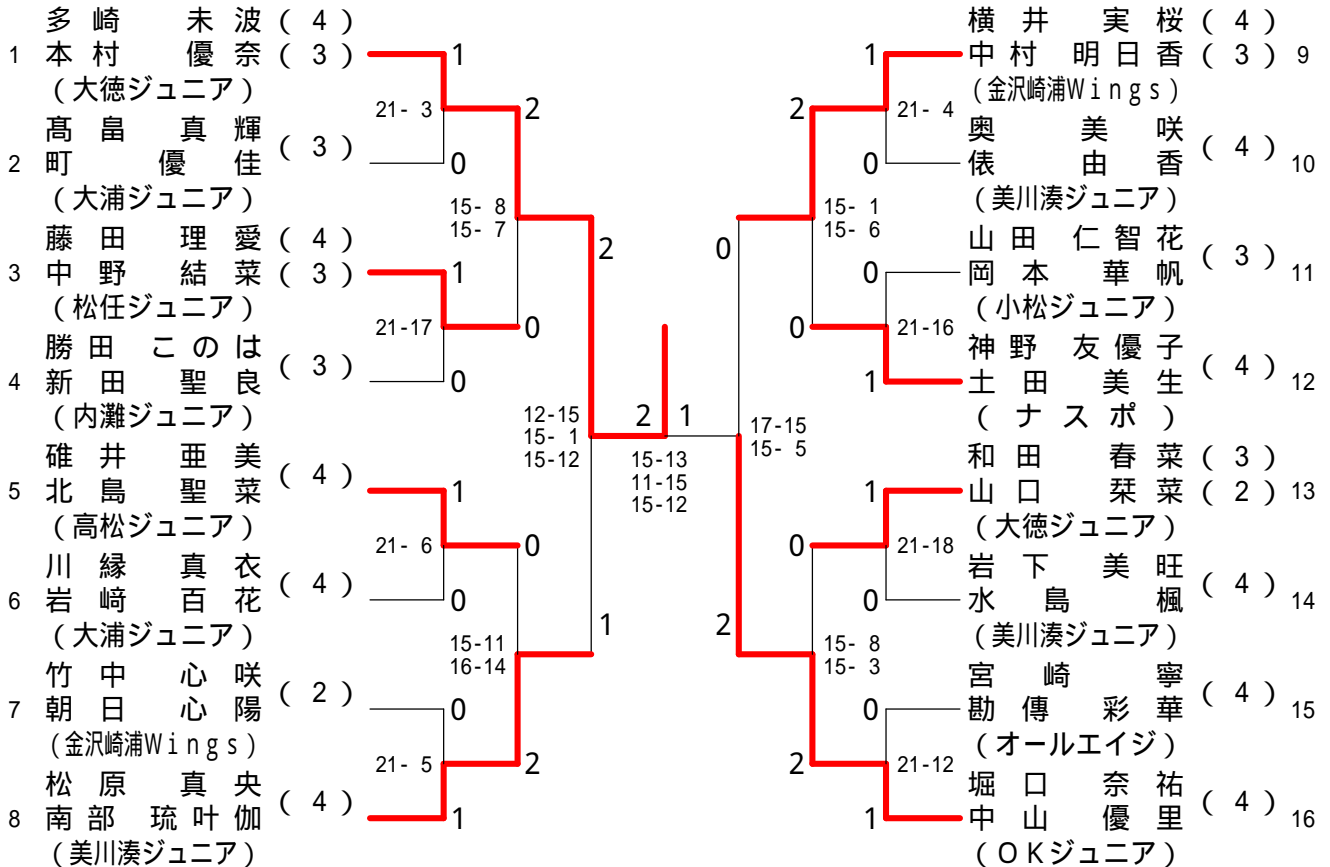 多崎 未波 ( 4 )
1 本村 優奈 ( 3 )
(大徳ジュニア)
髙畠 真輝
2 町 優佳 ( 3 )
(大浦ジュニア)
藤田 理愛 ( 4 )
3 中野 結菜 ( 3 )
(松任ジュニア)
勝田 このは
4 新田 聖良 ( 3 )
(内灘ジュニア)
碓井 亜美
5 北島 聖菜 ( 4 )
(高松ジュニア)
川縁 真衣
6 岩﨑 百花 ( 4 )
(大浦ジュニア)
竹中 心咲
7 朝日 心陽 ( 2 )
(金沢崎浦Wings)
松原 真央
8 南部 琉叶伽 ( 4 )
(美川湊ジュニア)
1
21- 3
0
1
21-17
0
1
21- 6
0
0
21- 5
1
2
15- 8
15- 7
0
0
15-11
16-14
2
2
12-15
15- 1
15-12
1
2 1
15-13
11-15
15-12
0
17-15
15- 5
2
2
15- 1
15- 6
0
0
15- 8
15- 3
2
1
21- 4
0
0
21-16
1
1
21-18
0
0
21-12
1
横井 実桜 ( 4 )
中村 明日香 ( 3 ) 9
(金沢崎浦Wings)
奥 美咲
俵 由香 ( 4 ) 10
(美川湊ジュニア)
山田 仁智花
岡本 華帆 ( 3 ) 11
(小松ジュニア)
神野 友優子
土田 美生 ( 4 ) 12
(ナスポ)
和田 春菜 ( 3 )
山口 栞菜 ( 2 ) 13
(大徳ジュニア)
岩下 美旺
水島 楓 ( 4 ) 14
(美川湊ジュニア)
宮崎 寧
勘傳 彩華 ( 4 ) 15
(オールエイジ)
堀口 奈祐
中山 優里 ( 4 ) 16
(OKジュニア)